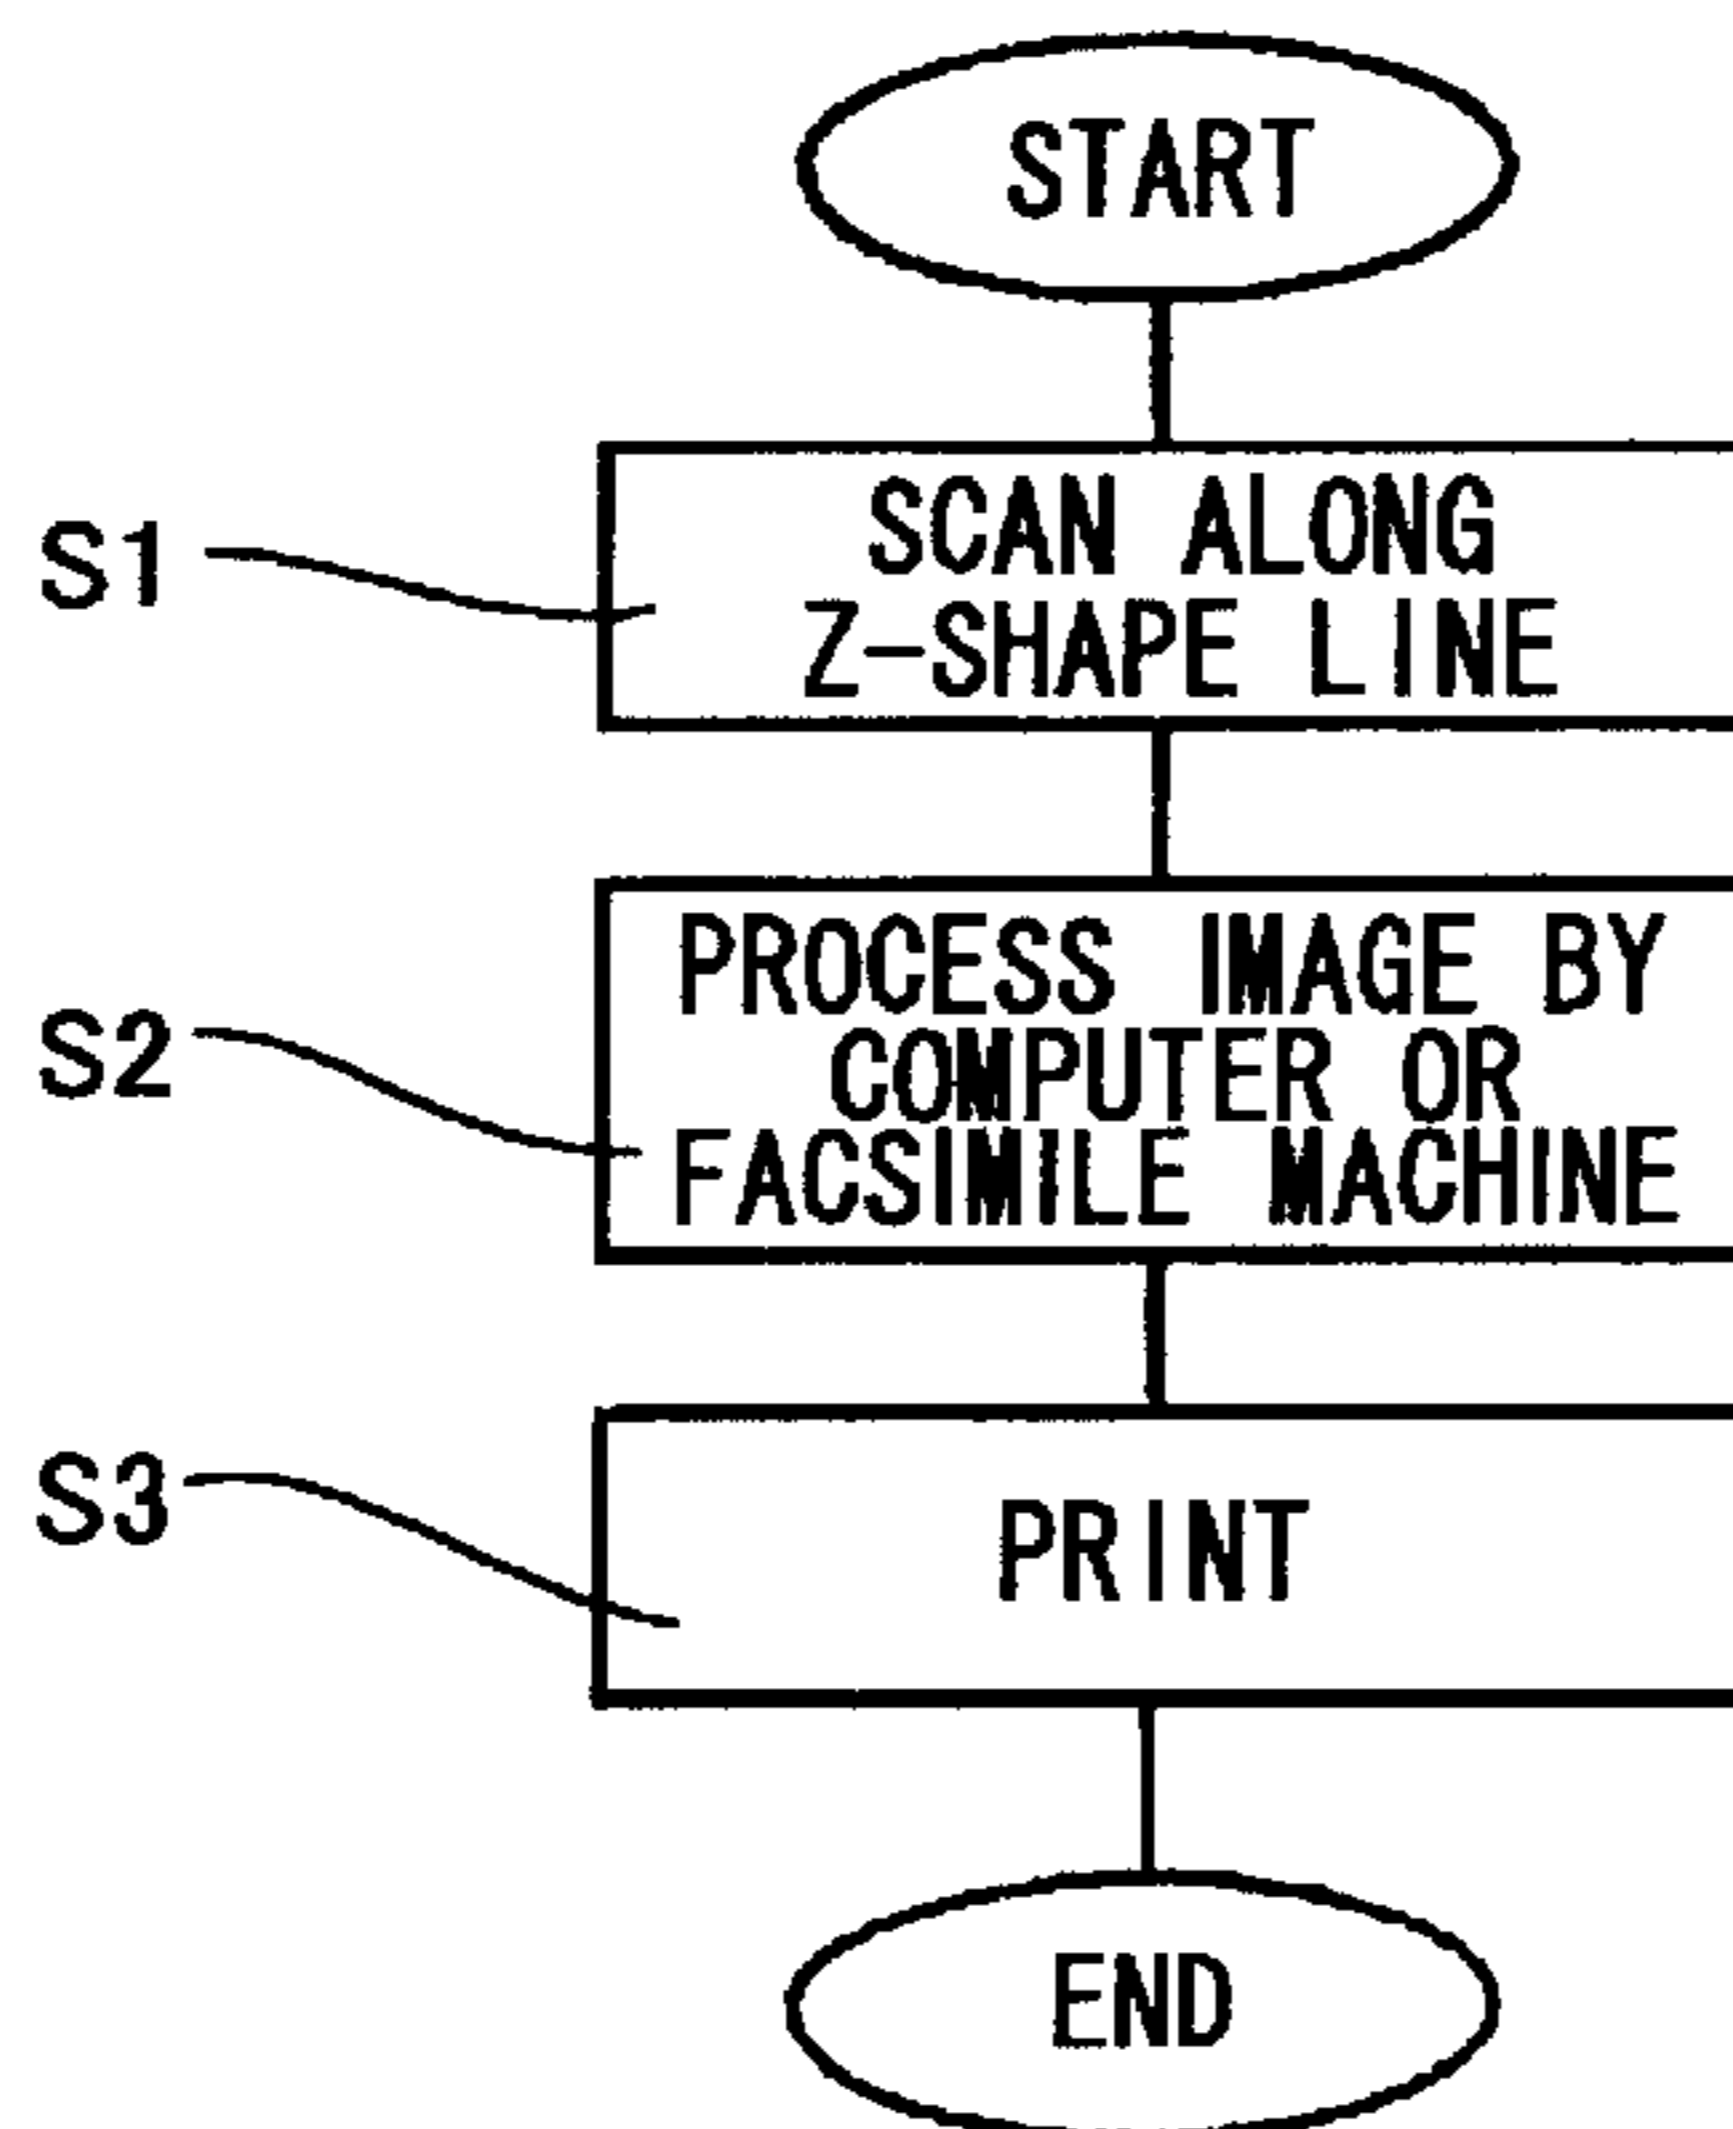 START
S1
SCAN ALONG
Z-SHAPE LINE
S2
PROCESS IMAGE BY
COMPUTER OR
FACSIMILE MACHINE
S3
PRINT
END